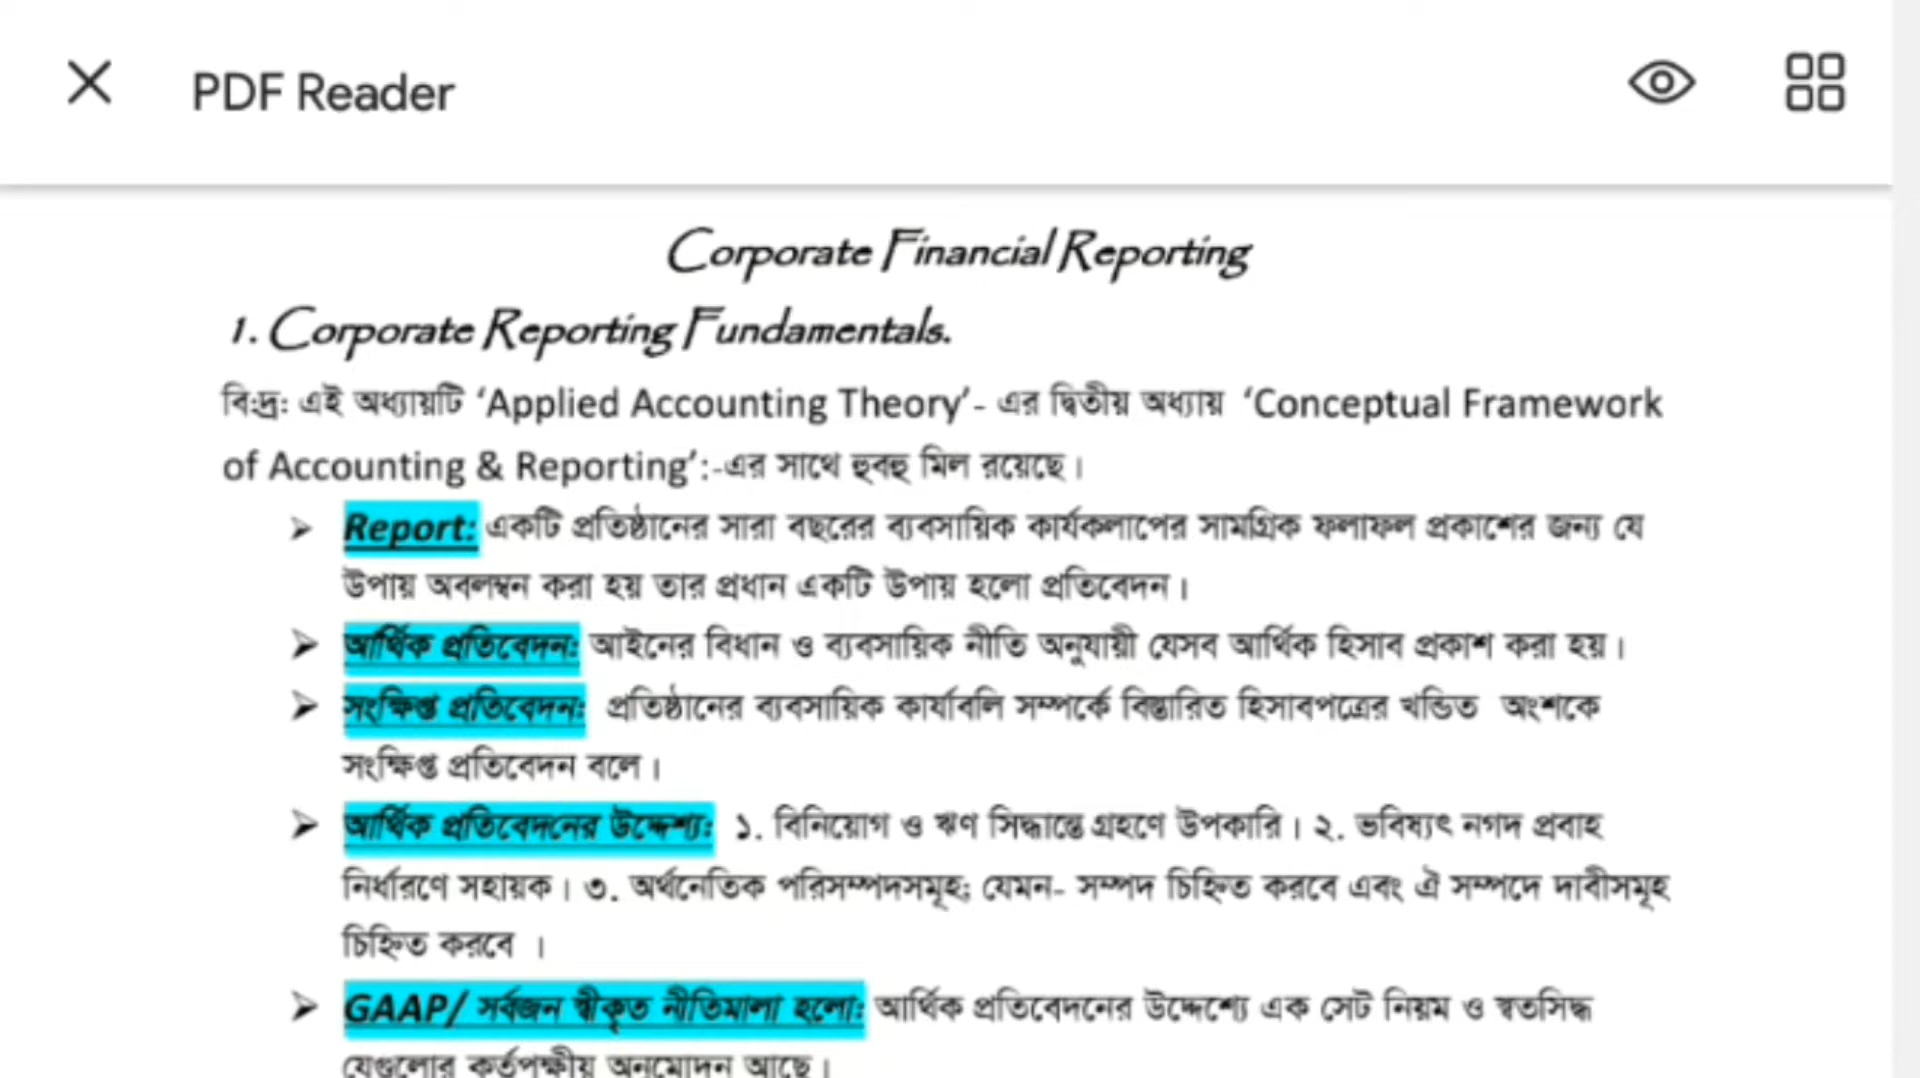 PDF Reader
Corporate Financial Reporting
1. Corporate Reporting Fundamentals.
বি:দ্র: এই অধ্যায়টি ‘Applied Accounting Theory’- এর দ্বিতীয় অধ্যায় ‘Conceptual Framework
of Accounting & Reporting’:-এর সাথে হুবহু মিল রয়েছে।
➢ Report: একটি প্রতিষ্ঠানের সারা বছরের ব্যবসায়িক কার্যকলাপের সামগ্রিক ফলাফল প্রকাশের জন্য যে
উপায় অবলম্বন করা হয় তার প্রধান একটি উপায় হলো প্রতিবেদন।
➢ আর্থিক প্রতিবেদন: আইনের বিধান ও ব্যবসায়িক নীতি অনুযায়ী যেসব আর্থিক হিসাব প্রকাশ করা হয়।
➢ সংক্ষিপ্ত প্রতিবেদন: প্রতিষ্ঠানের ব্যবসায়িক কার্যাবলি সম্পর্কে বিস্তারিত হিসাবপত্রের খন্ডিত অংশকে
সংক্ষিপ্ত প্রতিবেদন বলে।
➢ আর্থিক প্রতিবেদনের উদ্দেশ্য: ১. বিনিয়োগ ও ঋণ সিদ্ধান্তে গ্রহণে উপকারি। ২. ভবিষ্যৎ নগদ প্রবাহ
নির্ধারণে সহায়ক। ৩. অর্থনেতিক পরিসম্পদসমূহ; যেমন- সম্পদ চিহ্নিত করবে এবং ঐ সম্পদে দাবীসমূহ
চিহ্নিত করবে ।
➢ GAAP/ সর্বজন স্বীকৃত নীতিমালা হলো: আর্থিক প্রতিবেদনের উদ্দেশ্যে এক সেট নিয়ম ও স্বতসিদ্ধ
যেগুলোর কর্তৃপক্ষীয় অনুমোদন আছে।